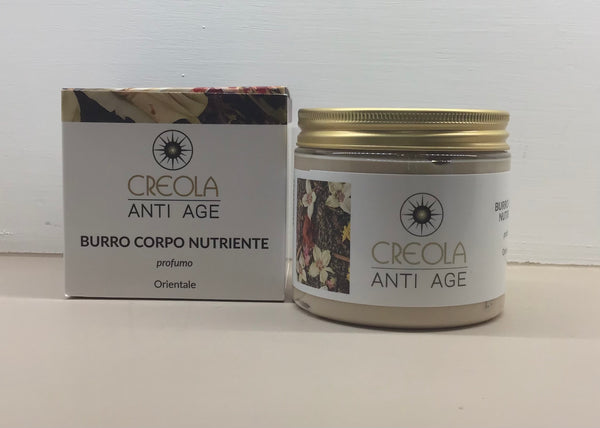 CREOLA
ANTI AGE
BURRO CORPO NUTRIENTE
profumo
Orientale
CREOLA
ANTI AGE